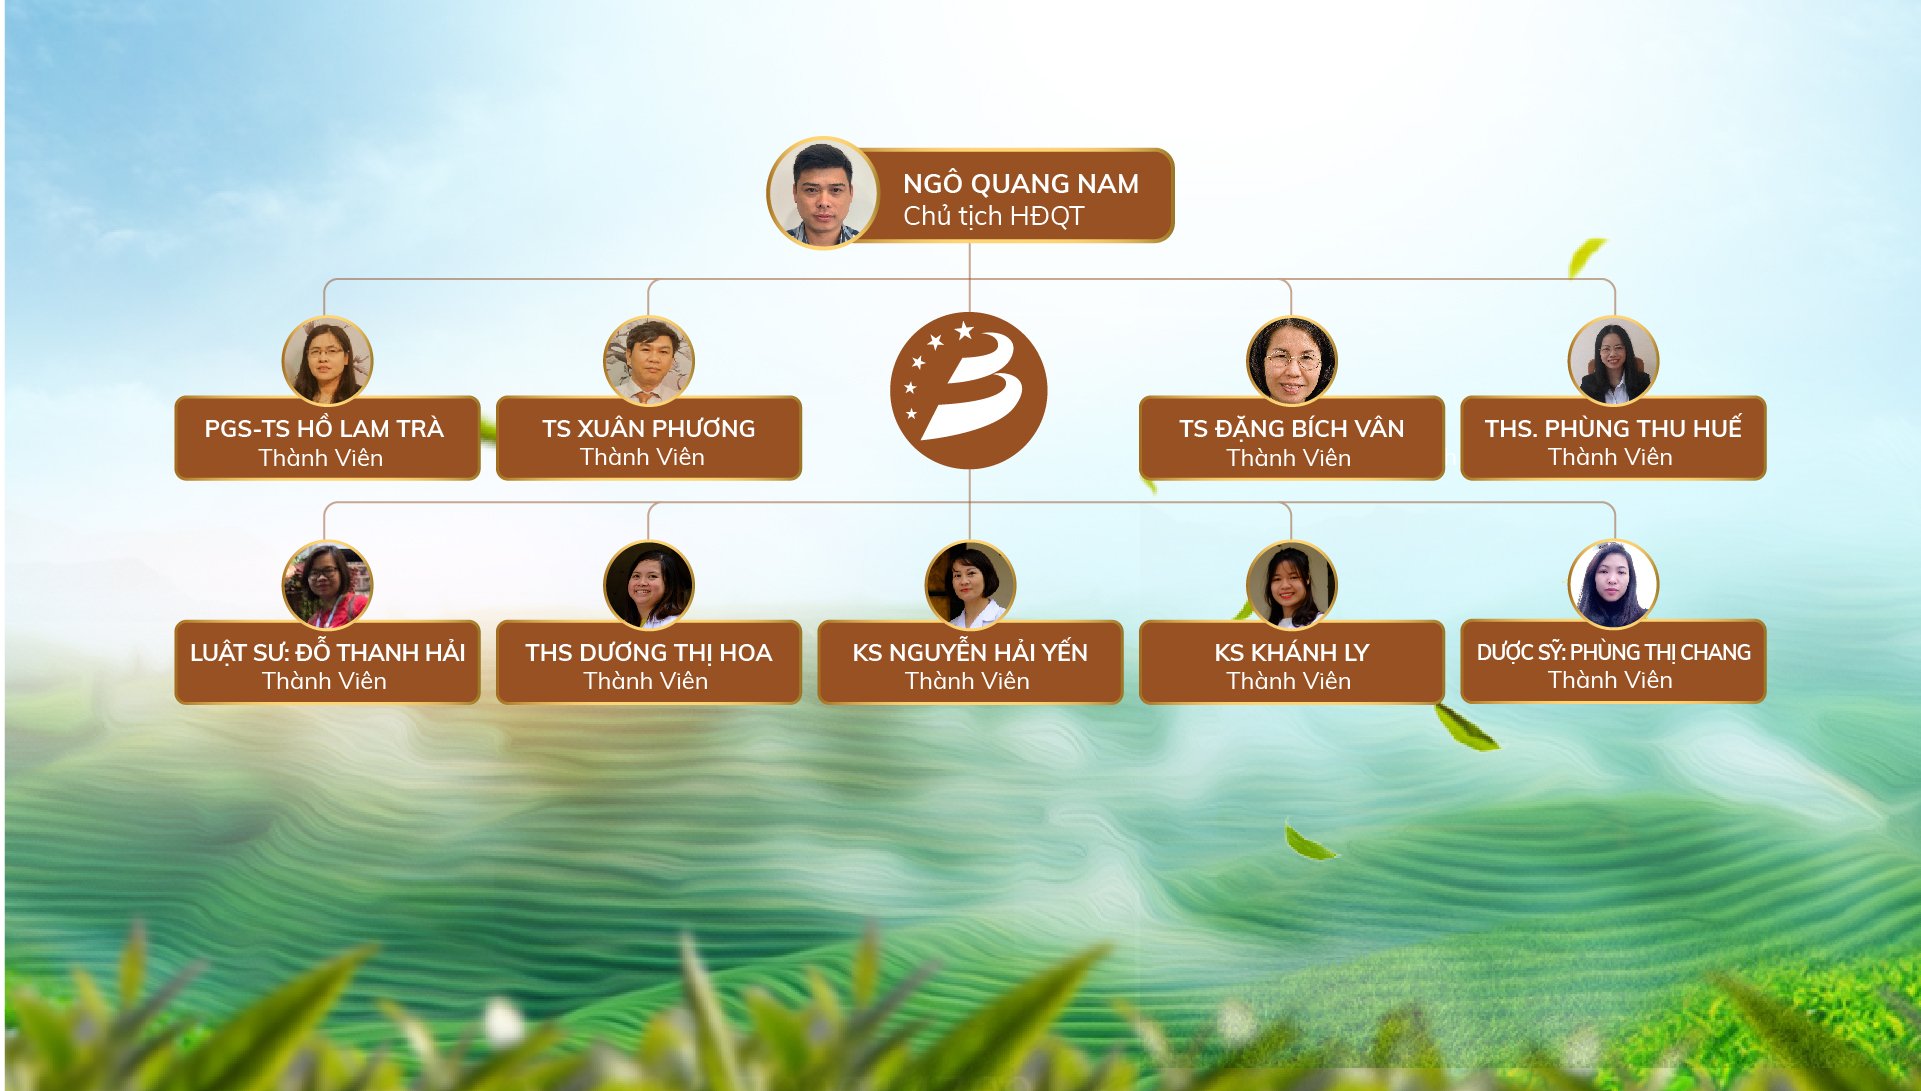 NGÔ QUANG NAM
Chủ tịch HĐQT
PGS-TS HỒ LAM TRÀ
Thành Viên
TS XUÂN PHƯƠNG
Thành Viên
TS ĐẶNG BÍCH VÂN
Thành Viên
THS. PHÙNG THU HUẾ
Thành Viên
LUẬT SƯ: ĐỖ THANH HẢI
Thành Viên
THS DƯƠNG THỊ HOA
Thành Viên
KS NGUYỄN HẢI YẾN
Thành Viên
KS KHÁNH LY
Thành Viên
DƯỢC SỸ: PHÙNG THỊ CHANG
Thành Viên